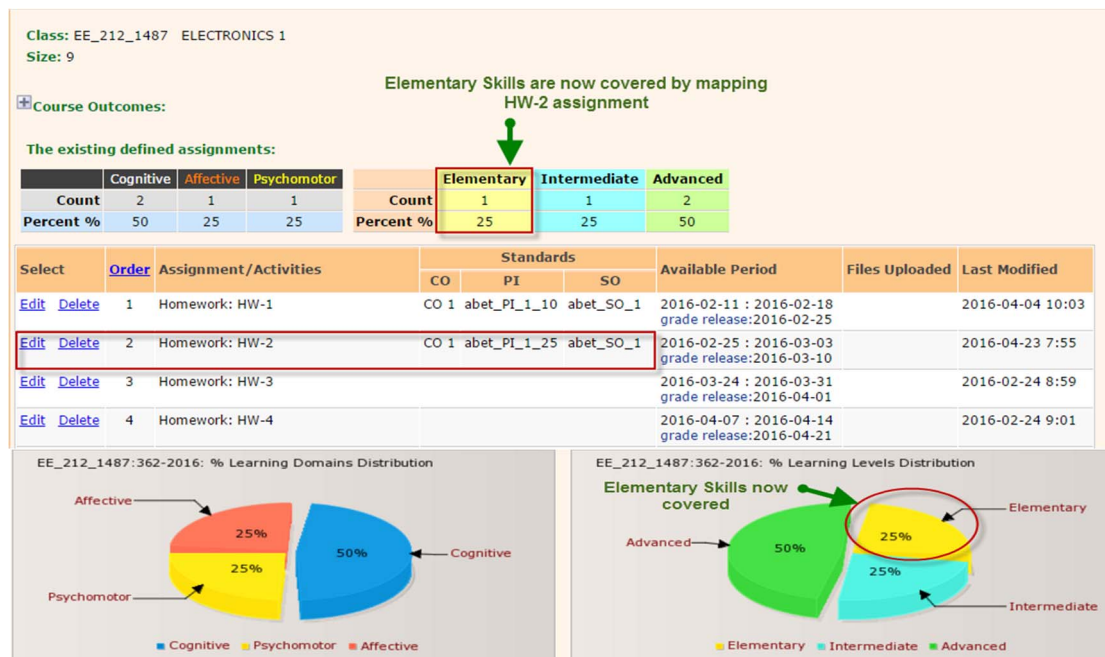 Class: EE_212_1487 ELECTRONICS 1
Size: 9
Elementary Skills are now covered by mapping
HW-2 assignment
Course Outcomes:
The existing defined assignments:
Cognitive Affective Psychomotor
Count 2 1 1
Percent % 50 25 25
Elementary Intermediate Advanced
Count 1 1 2
Percent % 25 25 50
Select Order Assignment/Activities Standards Available Period Files Uploaded Last Modified
CO PI SO
Edit Delete 1 Homework: HW-1 CO 1 abet_PI_1_10 abet_SO_1 2016-02-11 : 2016-02-18 2016-04-04 10:03
grade release:2016-02-25
Edit Delete 2 Homework: HW-2 CO 1 abet_PI_1_25 abet_SO_1 2016-02-25 : 2016-03-03 2016-04-23 7:55
grade release:2016-03-10
Edit Delete 3 Homework: HW-3 2016-03-24 : 2016-03-31 2016-02-24 8:59
grade release:2016-04-01
Edit Delete 4 Homework: HW-4 2016-04-07 : 2016-04-14 2016-02-24 9:01
grade release:2016-04-21
EE_212_1487:362-2016: % Learning Domains Distribution
Affective
25%
50%
Cognitive
25%
Psychomotor
Cognitive Psychomotor Affective
EE_212_1487:362-2016: % Learning Levels Distribution
Elementary Skills now
covered
Elementary
25%
Advanced
50%
25%
Intermediate
Elementary Intermediate Advanced